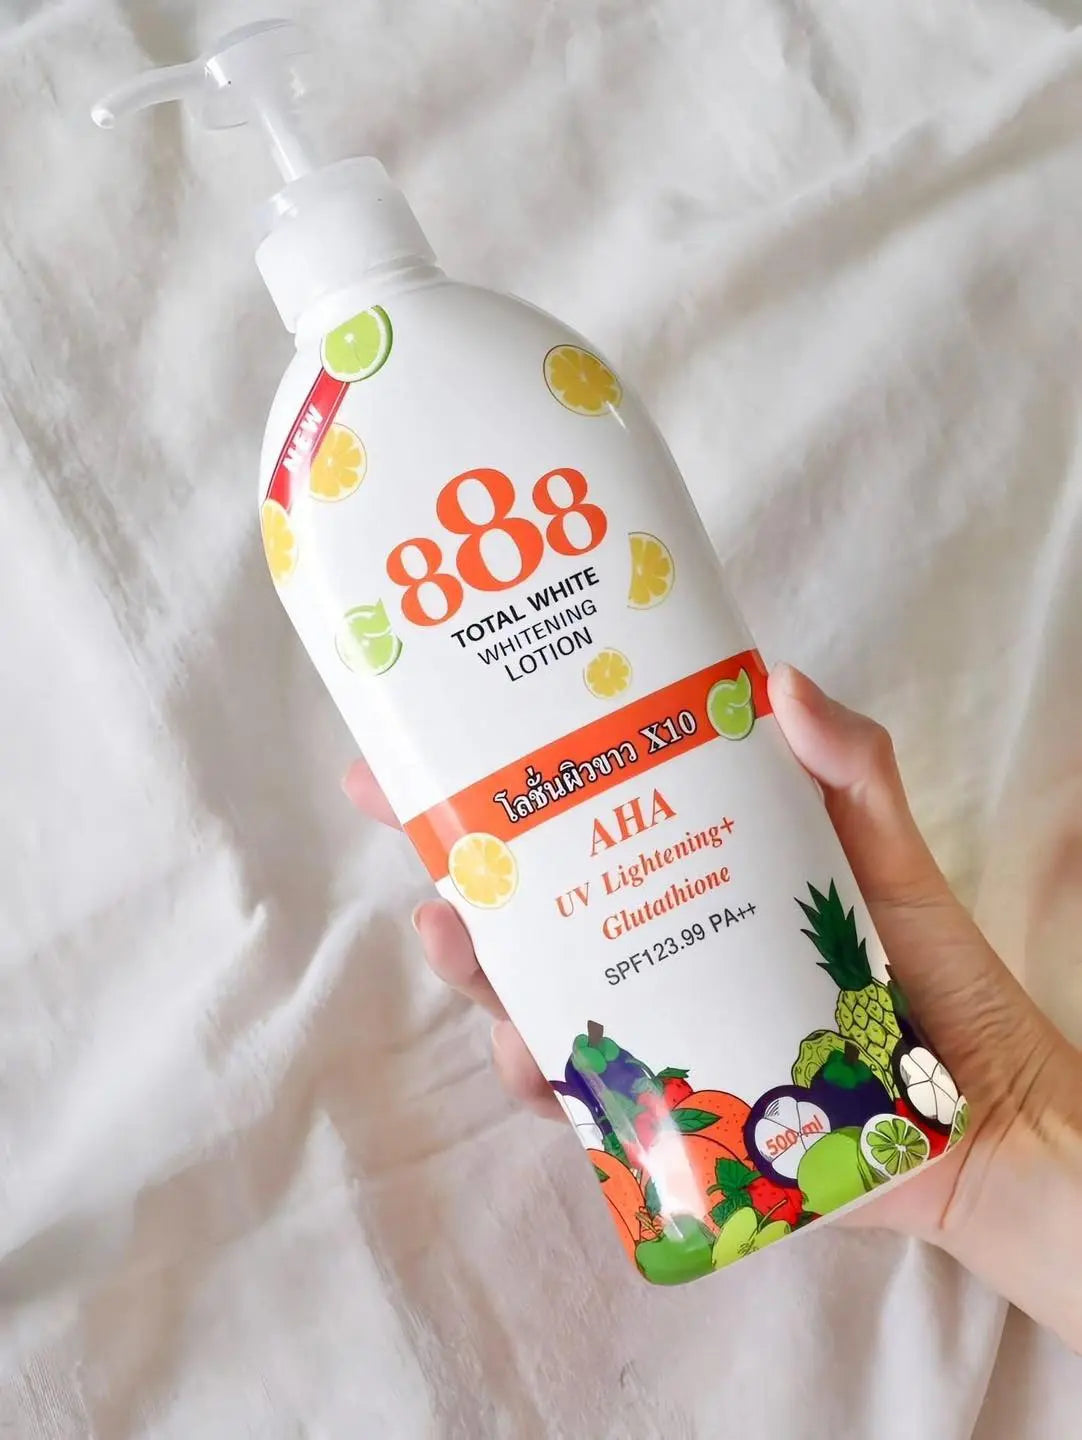 NEW
888
TOTAL WHITE
WHITENING
LOTION
โลชั่นผิวขาว X10
AHA
UV Lightening+
Glutathione
SPF123.99 PA++
500 ml